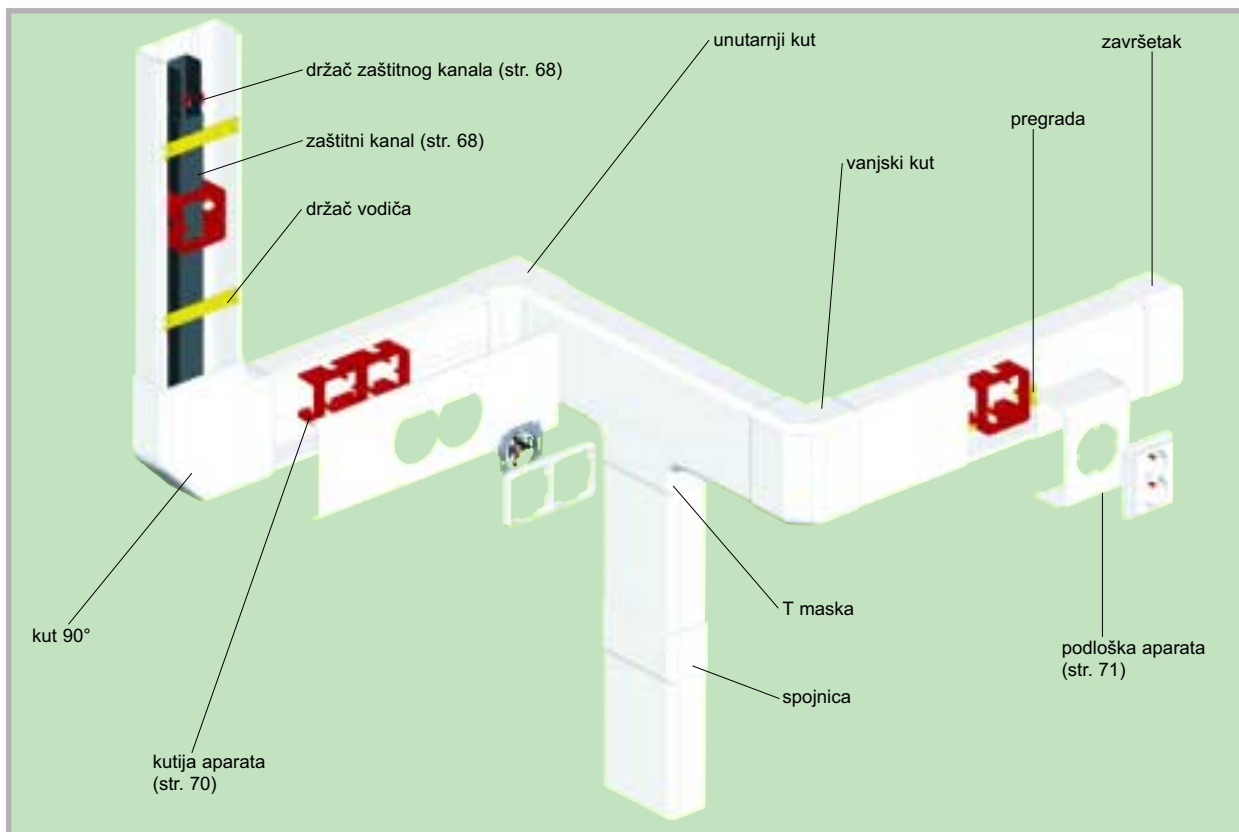 unutarnji kut
završetak
držač zaštitnog kanala (str. 68)
pregrada
zaštitni kanal (str. 68)
vanjski kut
držač vodiča
T maska
kut 90°
podloška aparata
(str. 71)
spojnica
kutija aparata
(str. 70)